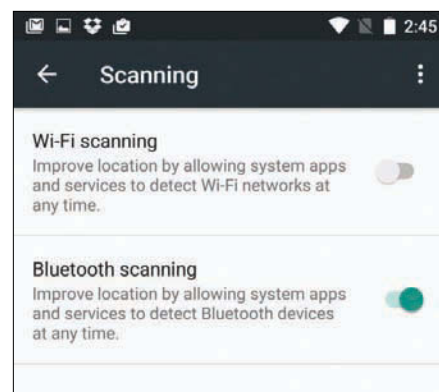 2:45
Scanning
Wi-Fi scanning
Improve location by allowing system apps
and services to detect Wi-Fi networks at
any time.
Bluetooth scanning
Improve location by allowing system apps
and services to detect Bluetooth devices
at any time.